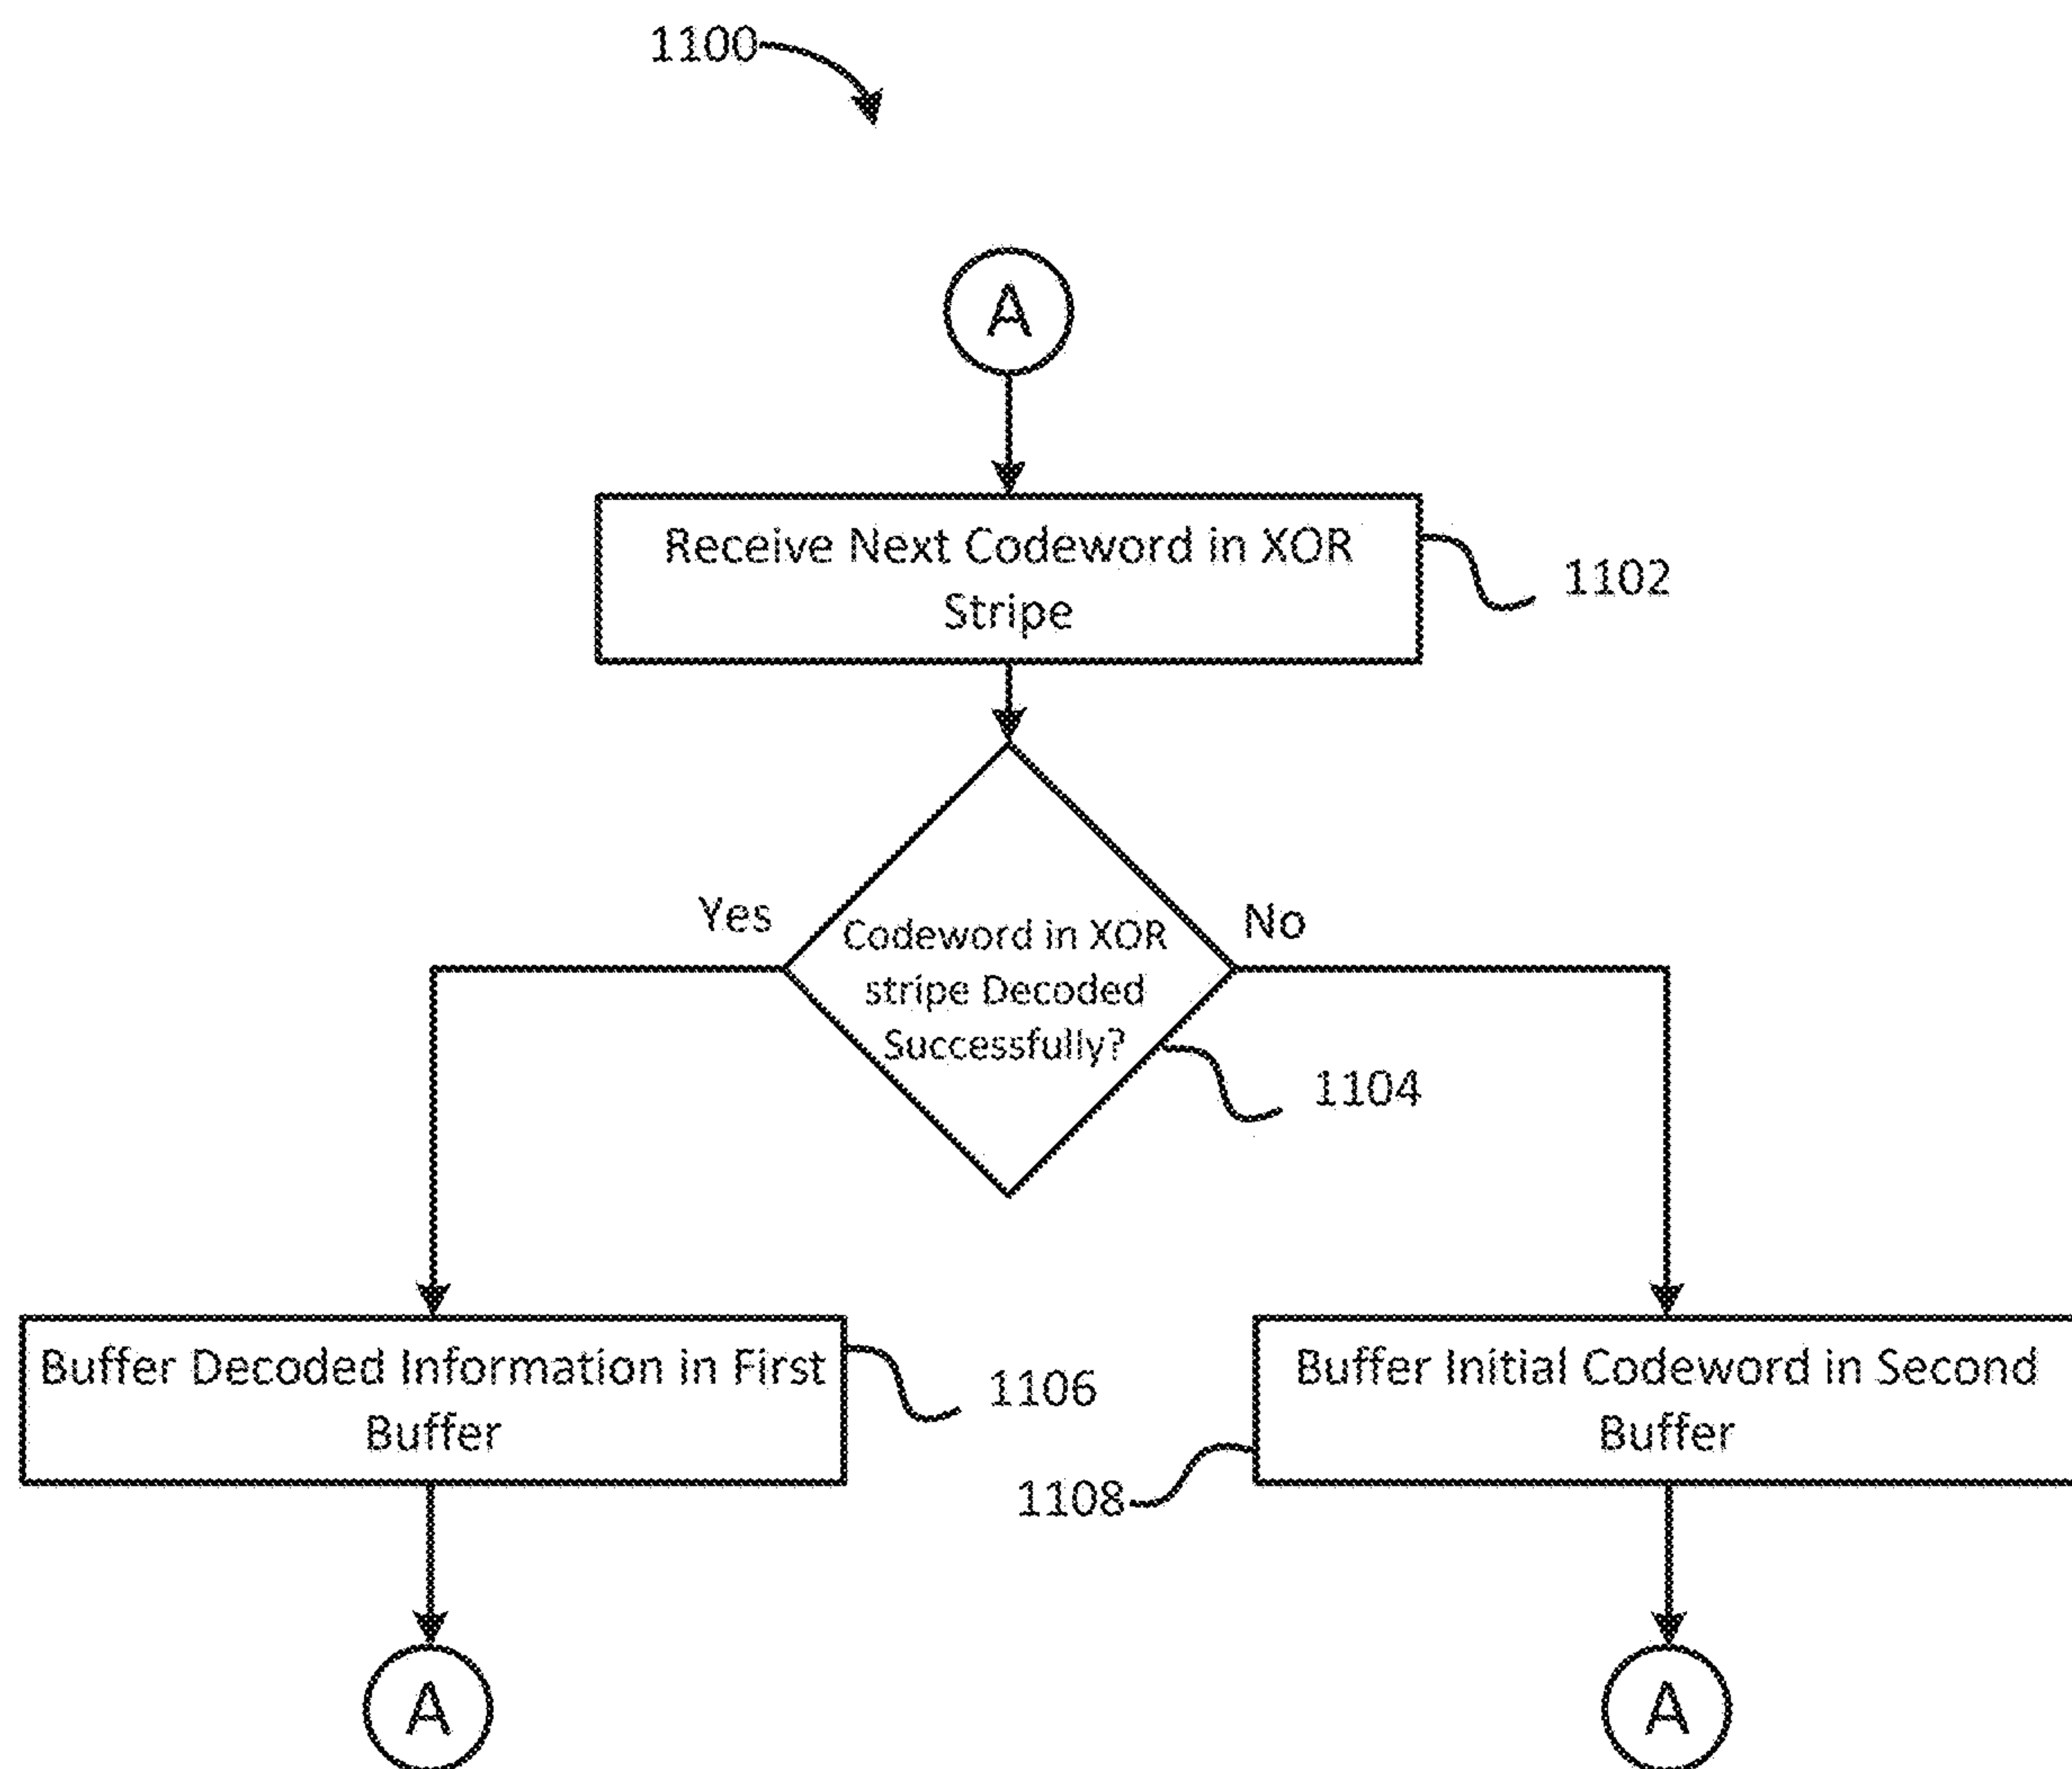 1100
A
Receive Next Codeword in XOR
Stripe
1102
Yes
No
Codeword in XOR
stripe Decoded
Successfully?
1104
Buffer Decoded Information in First
Buffer
1106
Buffer Initial Codeword in Second
Buffer
1108
A
A